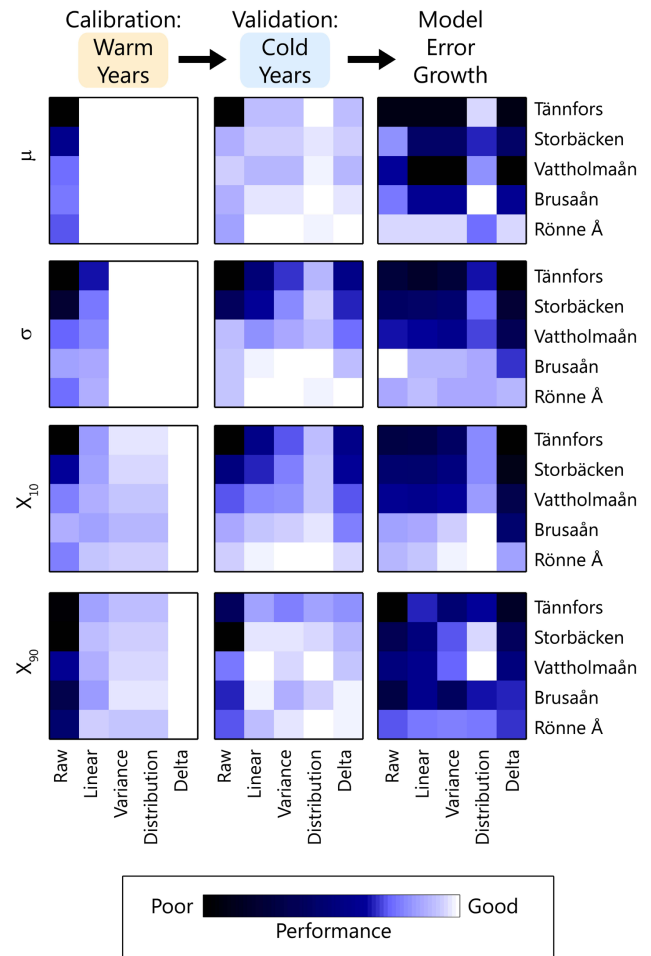 Calibration:
Warm
Years
Validation:
Cold
Years
Model
Error
Growth
μ
Tännfors
Storbäcken
Vattholmaån
Brusaån
Rönne Å
σ
Tännfors
Storbäcken
Vattholmaån
Brusaån
Rönne Å
X10
Tännfors
Storbäcken
Vattholmaån
Brusaån
Rönne Å
X90
Tännfors
Storbäcken
Vattholmaån
Brusaån
Rönne Å
Raw
Linear
Variance
Distribution
Delta
Raw
Linear
Variance
Distribution
Delta
Raw
Linear
Variance
Distribution
Delta
Poor
Good
Performance